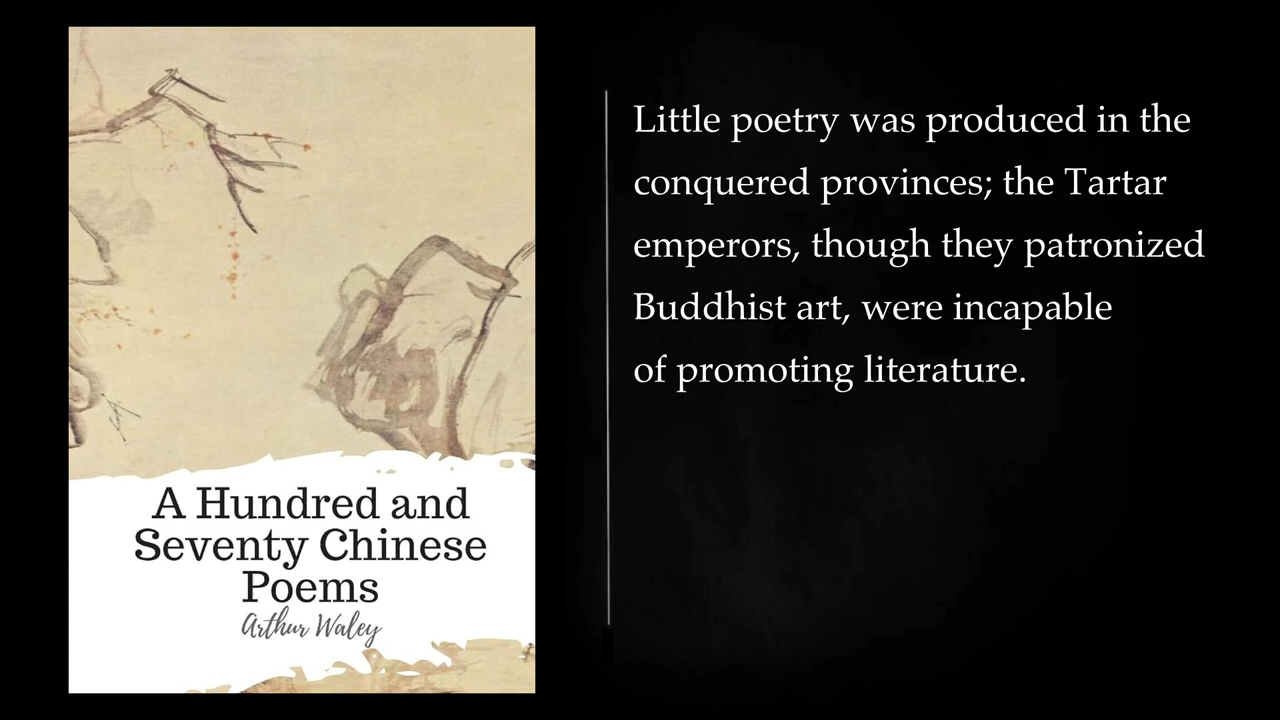 A Hundred and
Seventy Chinese
Poems
Arthur Waley
Little poetry was produced in the
conquered provinces; the Tartar
emperors, though they patronized
Buddhist art, were incapable
of promoting literature.